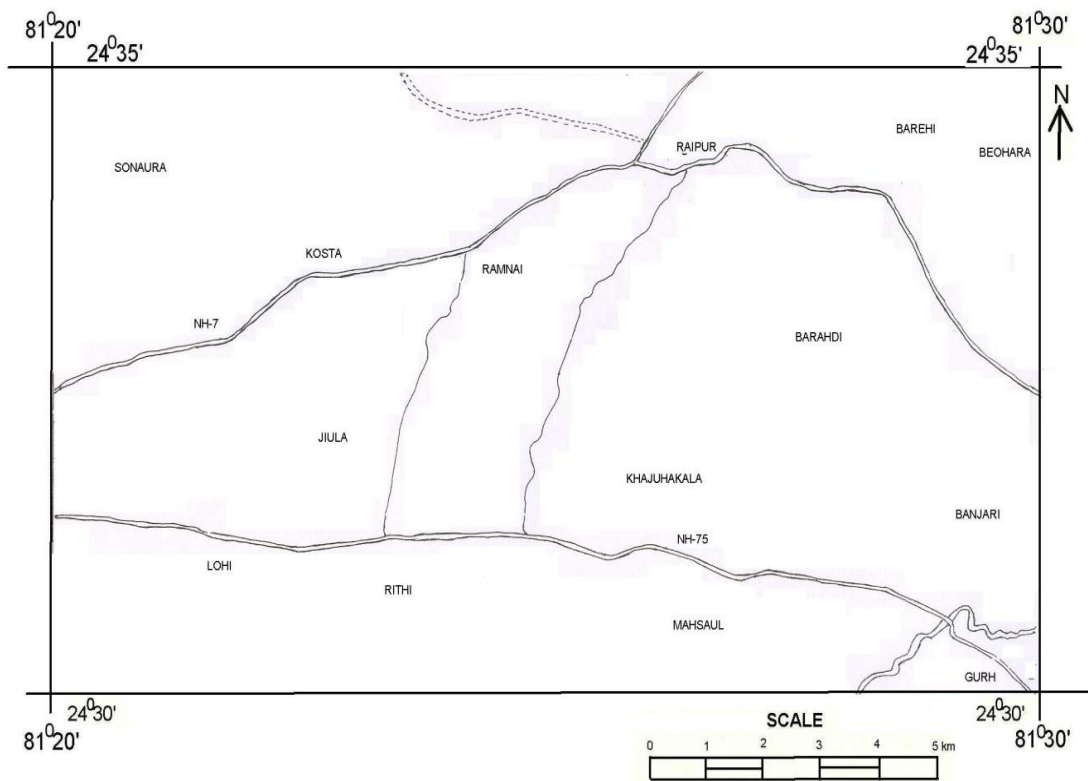 81⁰20' 81⁰30'
24⁰35' 24⁰35'
N
BAREHI
RAIPUR
BEOHARA
SONAURA
KOSTA
RAMNAI
NH-7
BARAHDI
JIULA
KHAJUHAKALA
BANJARI
NH-75
LOHI
RITHI
MAHSAUL
GURH
24⁰30' 24⁰30'
81⁰20' 81⁰30'
SCALE
0 1 2 3 4 5 km